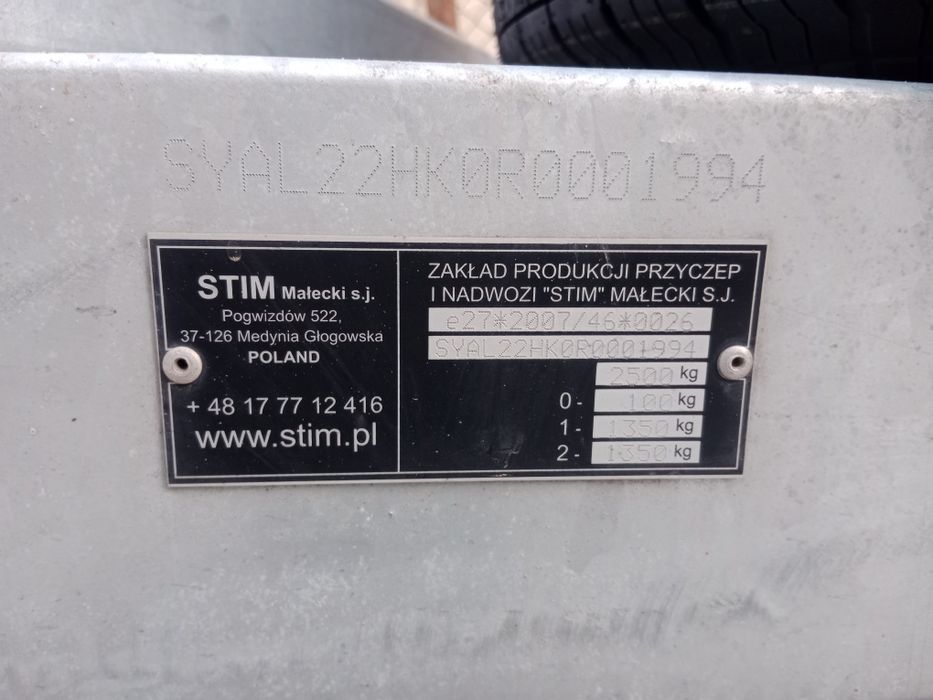 SYAL22HK0R0001994
STIM Małecki s.j.
Pogwizdów 522,
37-126 Medynia Głogowska
POLAND
+ 48 17 77 12 416
www.stim.pl
ZAKŁAD PRODUKCJI PRZYCZEP
I NADWOZI "STIM" MAŁECKI S.J.
e27*2007/46*0026
SYAL22HK0R0001994
2500 kg
0- 100 kg
1- 1350 kg
2- 1350 kg